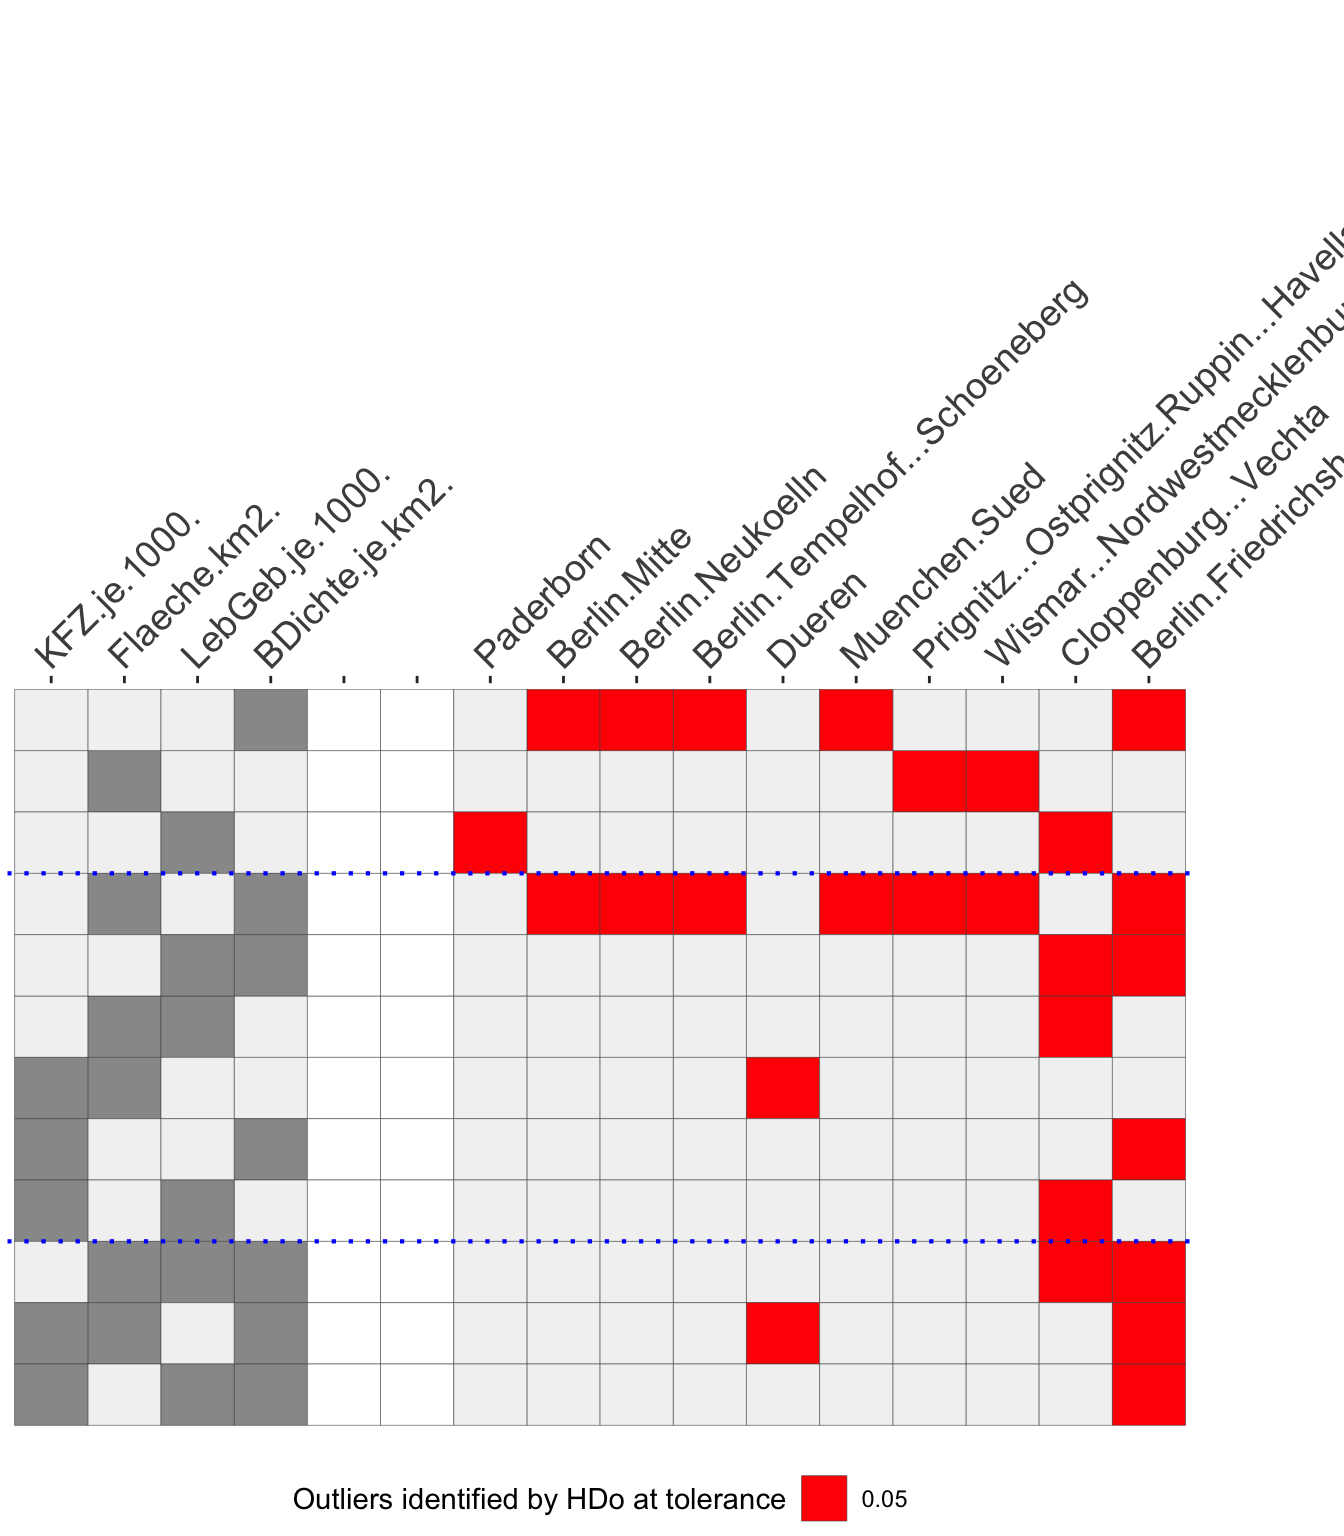 KFZ.je.1000.
Flaeche.km2.
LebGeb.je.1000.
BDichte.je.km2.
Paderborn
Berlin.Mitte
Berlin.Neukoelln
Berlin.Tempelhof...Schoeneberg
Dueren
Muenchen.Sued
Prignitz...Ostprignitz.Ruppin...Havell
Wismar...Nordwestmecklenbu
Cloppenburg...Vechta
Berlin.Friedrichsh
Outliers identified by HDo at tolerance 0.05